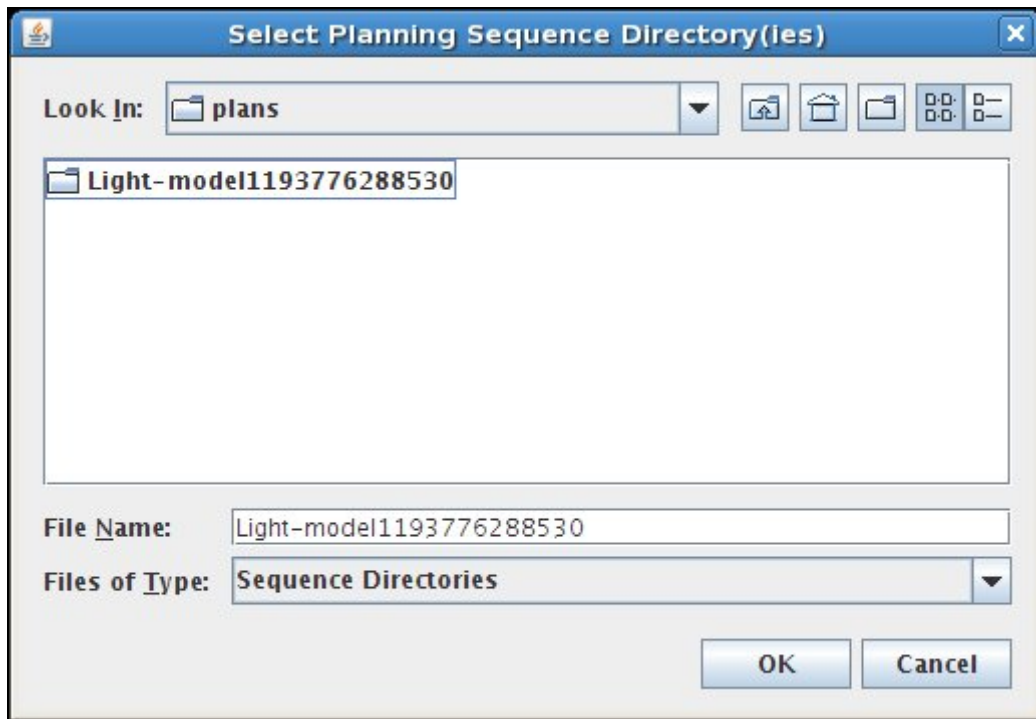 Select Planning Sequence Directory(ies)
Look In: plans
Light-model1193776288530
File Name: Light-model1193776288530
Files of Type: Sequence Directories
OK Cancel